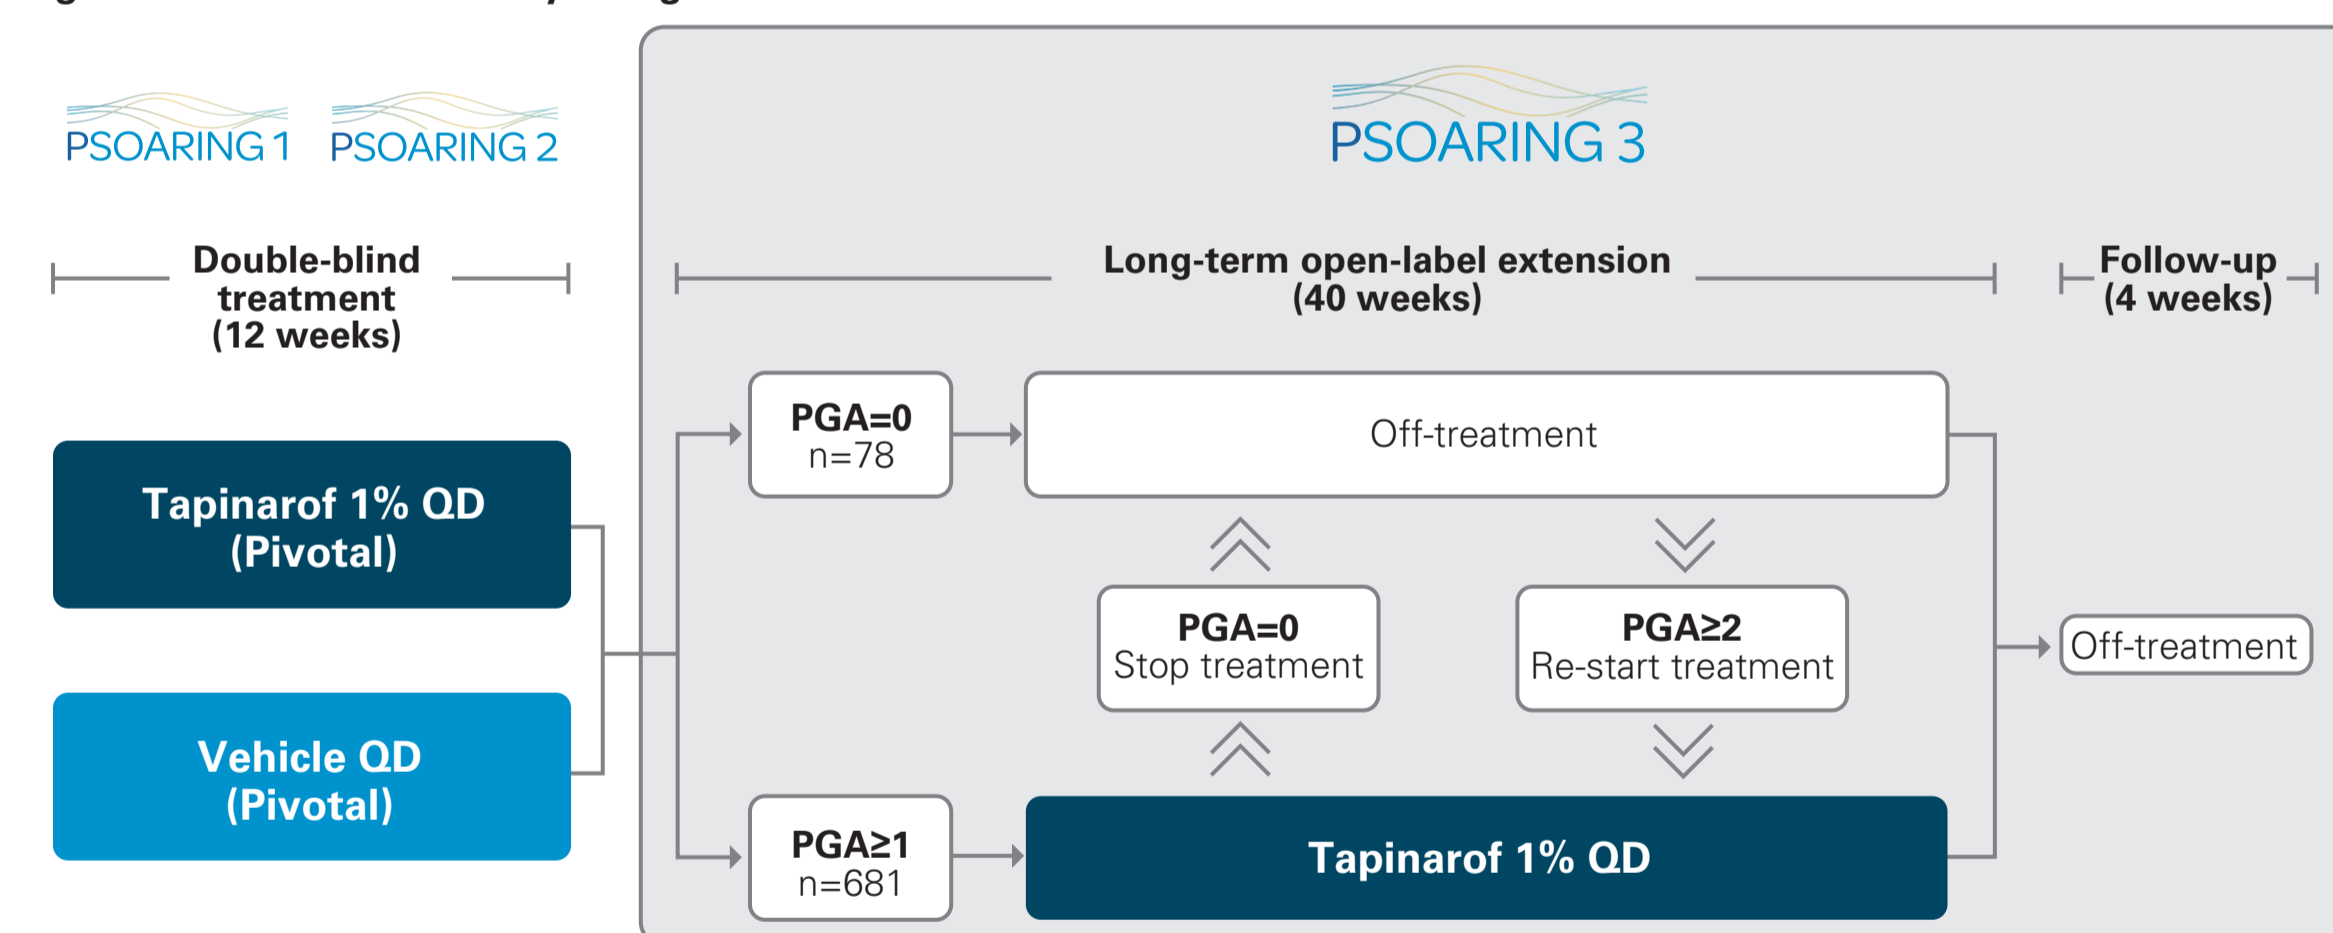 PSOARING 1
PSOARING 2
PSOARING 3
Double-blind
treatment
(12 weeks)
Long-term open-label extension
(40 weeks)
Follow-up
(4 weeks)
Tapinarof 1% QD
(Pivotal)
Vehicle QD
(Pivotal)
PGA=0
n=78
Off-treatment
PGA=0
Stop treatment
PGA≥2
Re-start treatment
Off-treatment
PGA≥1
n=681
Tapinarof 1% QD